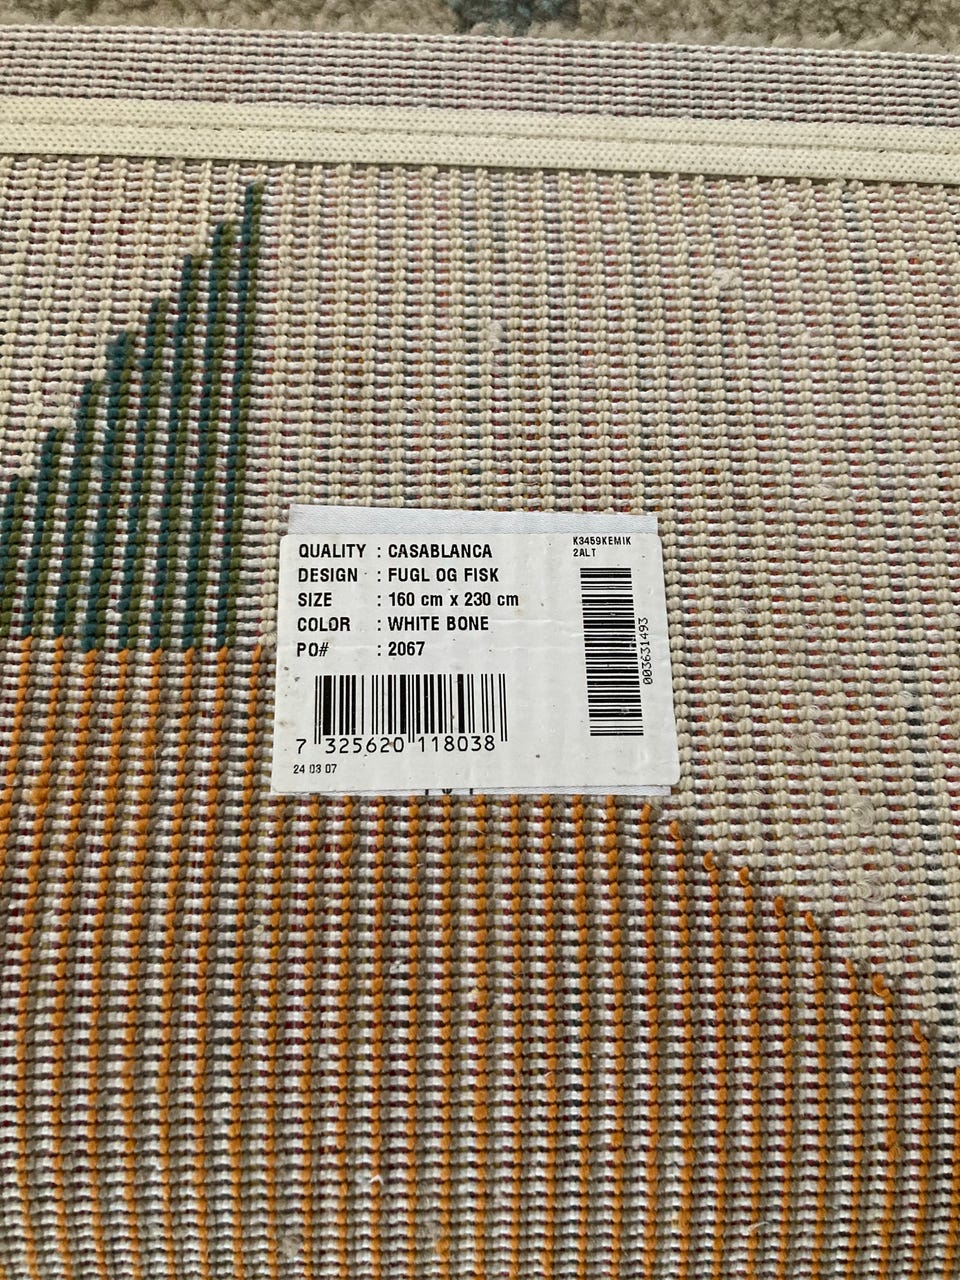 QUALITY : CASABLANCA
DESIGN : FUGL OG FISK
SIZE : 160 cm x 230 cm
COLOR : WHITE BONE
PO# : 2067
7 325620 118038
24 03 07
K3459KEMIK
2ALT
003631493